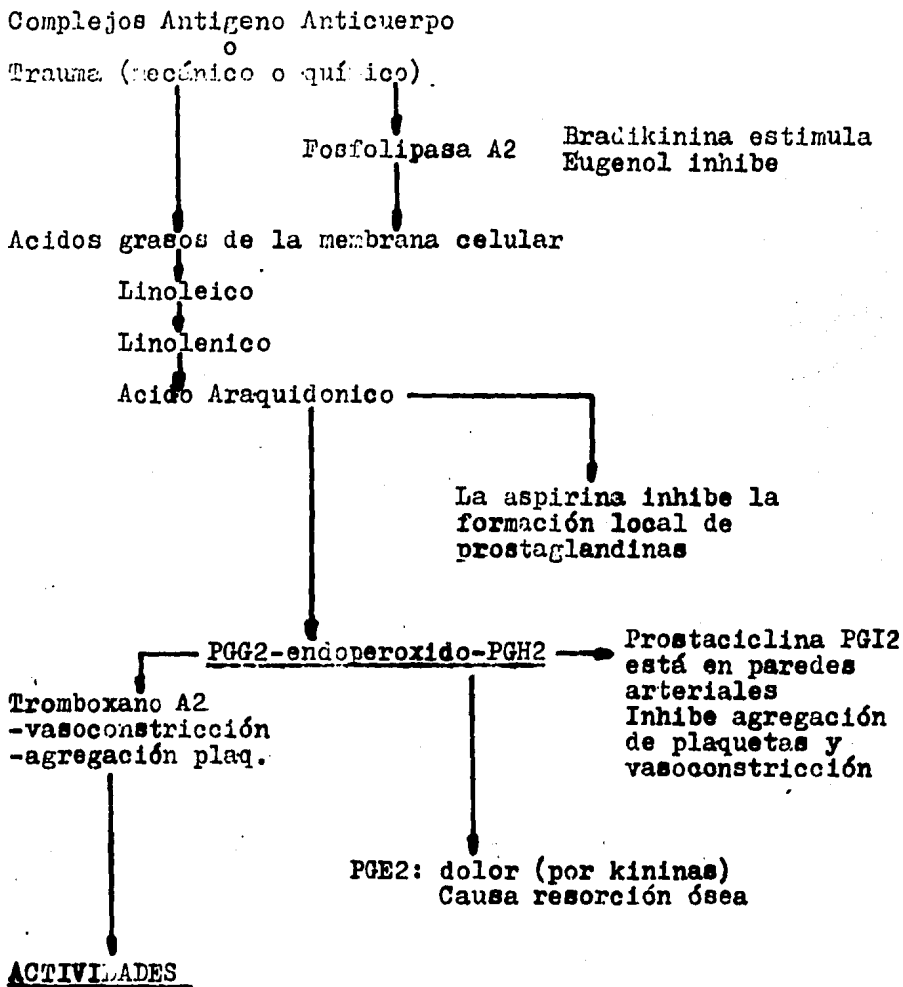 Complejos Antigeno Anticuerpo
o
Trauma (mecánico o químico)
Fosfolipasa A2
Bradikinina estimula
Eugenol inhibe
Acidos grasos de la membrana celular
Linoleico
Linolenico
Acido Araquidonico
La aspirina inhibe la
formación local de
prostaglandinas
PGG2-endoperoxido-PGH2
Prostaciclina PGI2
está en paredes
arteriales
Inhibe agregación
de plaquetas y
vasoconstricción
Tromboxano A2
-vasoconstricción
-agregación plaq.
PGE2: dolor (por kininas)
Causa resorción ósea
ACTIVIDADES